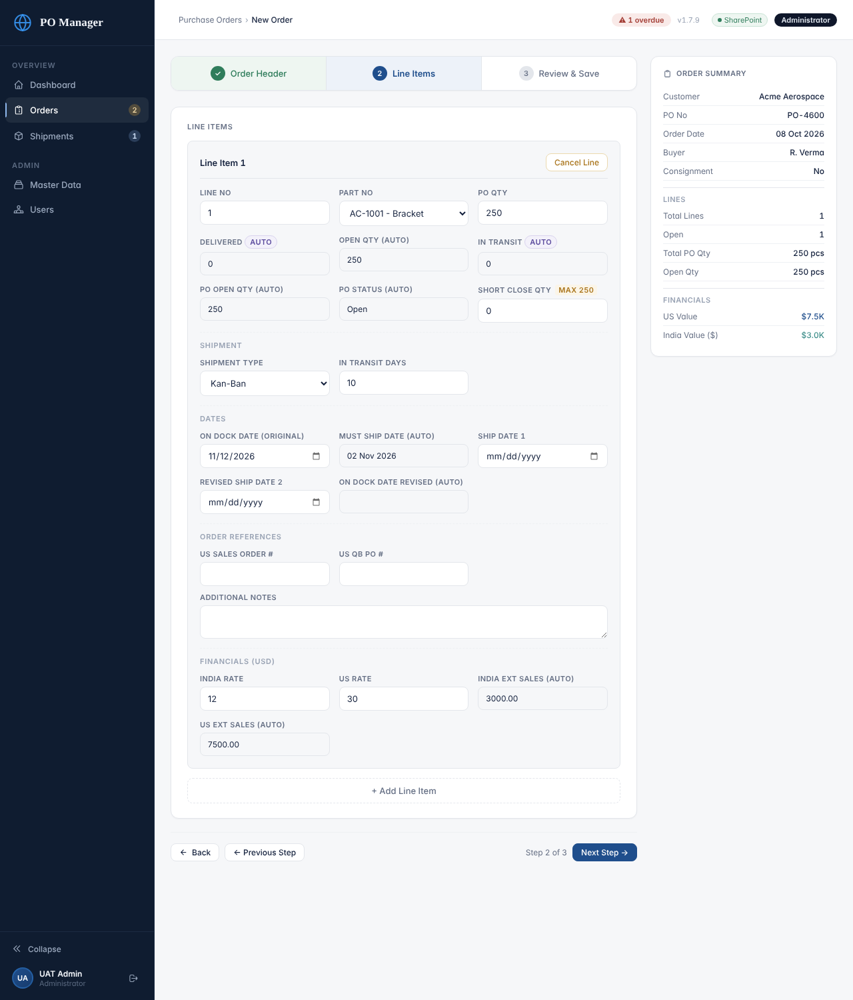 PO Manager
OVERVIEW
Dashboard
Orders 2
Shipments 1
ADMIN
Master Data
Users
Collapse
UA
UAT Admin
Administrator
Purchase Orders › New Order
1 overdue
v1.7.9
SharePoint
Administrator
Order Header
2 Line Items
3 Review & Save
LINE ITEMS
Line Item 1
Cancel Line
LINE NO PART NO PO QTY
1 AC-1001 - Bracket 250
DELIVERED AUTO OPEN QTY (AUTO) IN TRANSIT AUTO
0 250 0
PO OPEN QTY (AUTO) PO STATUS (AUTO) SHORT CLOSE QTY MAX 250
250 Open 0
SHIPMENT
SHIPMENT TYPE IN TRANSIT DAYS
Kan-Ban 10
DATES
ON DOCK DATE (ORIGINAL) MUST SHIP DATE (AUTO) SHIP DATE 1
11/12/2026 02 Nov 2026 mm/dd/yyyy
REVISED SHIP DATE 2 ON DOCK DATE REVISED (AUTO)
mm/dd/yyyy
ORDER REFERENCES
US SALES ORDER # US QB PO #
ADDITIONAL NOTES
FINANCIALS (USD)
INDIA RATE US RATE INDIA EXT SALES (AUTO)
12 30 3000.00
US EXT SALES (AUTO)
7500.00
+ Add Line Item
← Back
← Previous Step
Step 2 of 3
Next Step →
ORDER SUMMARY
Customer Acme Aerospace
PO No PO-4600
Order Date 08 Oct 2026
Buyer R. Verma
Consignment No
LINES
Total Lines 1
Open 1
Total PO Qty 250 pcs
Open Qty 250 pcs
FINANCIALS
US Value $7.5K
India Value ($) $3.0K